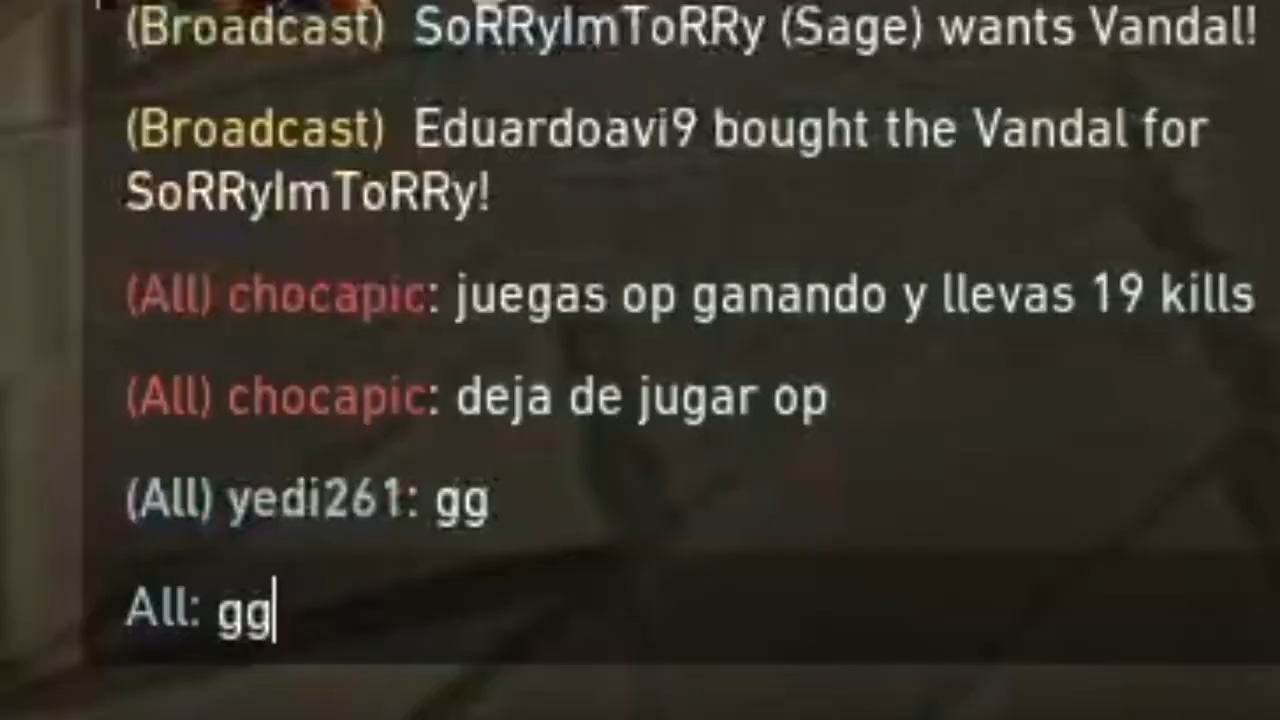 (Broadcast) SoRRyImToRRy (Sage) wants Vandal!
(Broadcast) Eduardoavi9 bought the Vandal for
SoRRyImToRRy!
(All) chocapic: juegas op ganando y llevas 19 kills
(All) chocapic: deja de jugar op
(All) yedi261: gg
All: gg